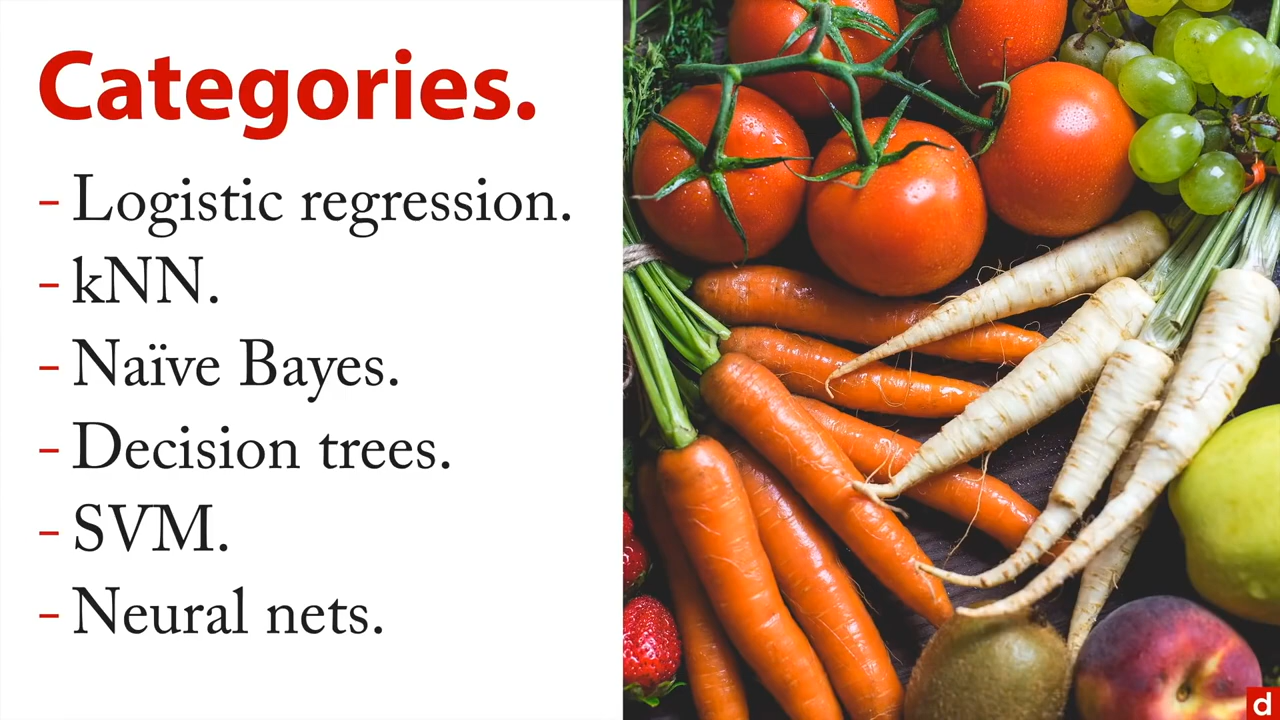 Categories.
- Logistic regression.
- kNN.
- Naïve Bayes.
- Decision trees.
- SVM.
- Neural nets.
d